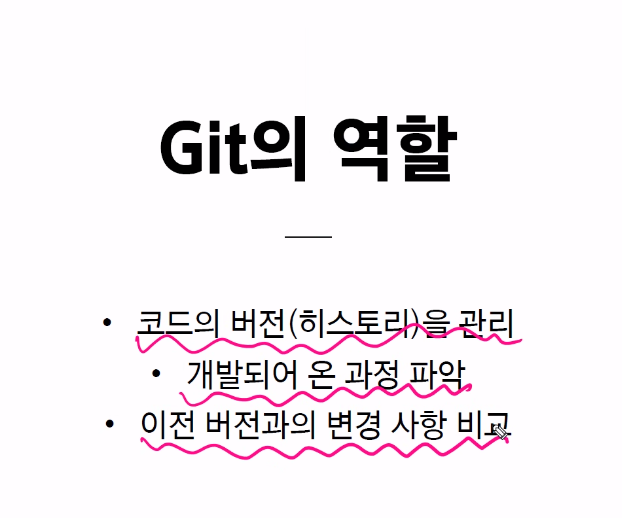 Git의 역할
• 코드의 버전(히스토리)을 관리
• 개발되어 온 과정 파악
• 이전 버전과의 변경 사항 비교